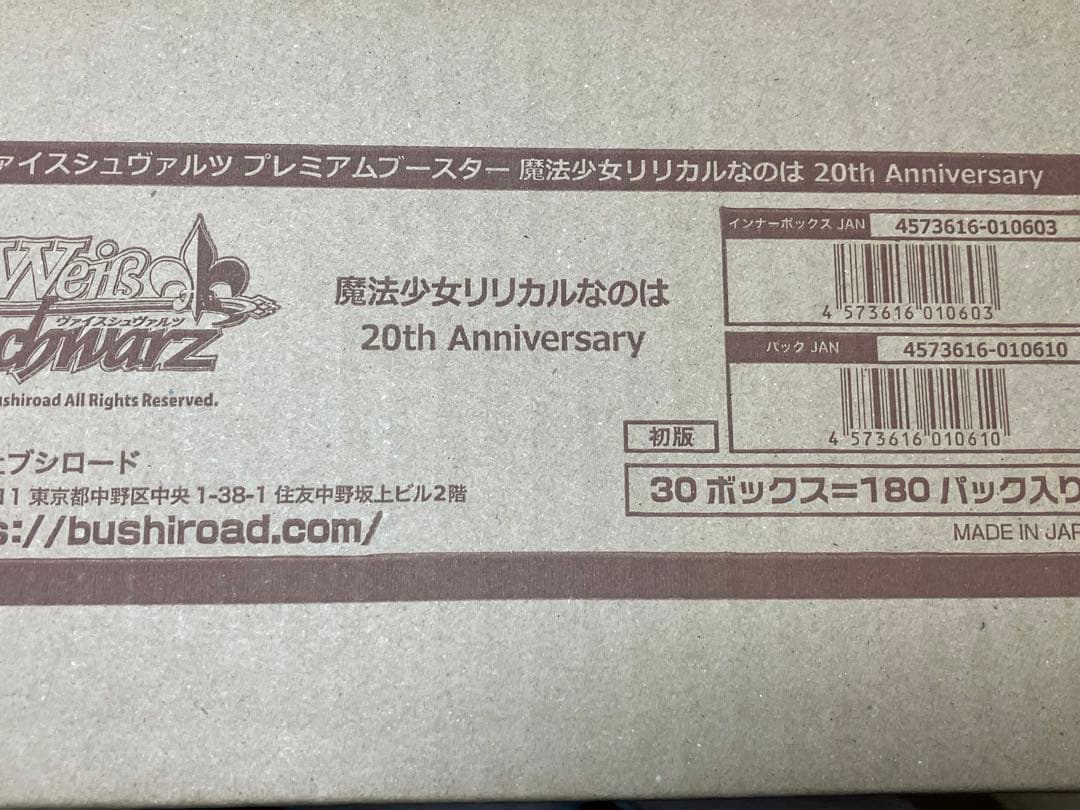 ァイスシュヴァルツ プレミアムブースター 魔法少女リリカルなのは 20th Anniversary
Weiß
ヴァイスシュヴァルツ
Schwarz
ushiroad All Rights Reserved.
魔法少女リリカルなのは
20th Anniversary
インナーボックス JAN 4573616-010603
4 573616 010603
パック JAN 4573616-010610
4 573616 010610
初版
30 ボックス=180 パック入り
MADE IN JAP
ブシロード
11 東京都中野区中央 1-38-1 住友中野坂上ビル2階
s://bushiroad.com/